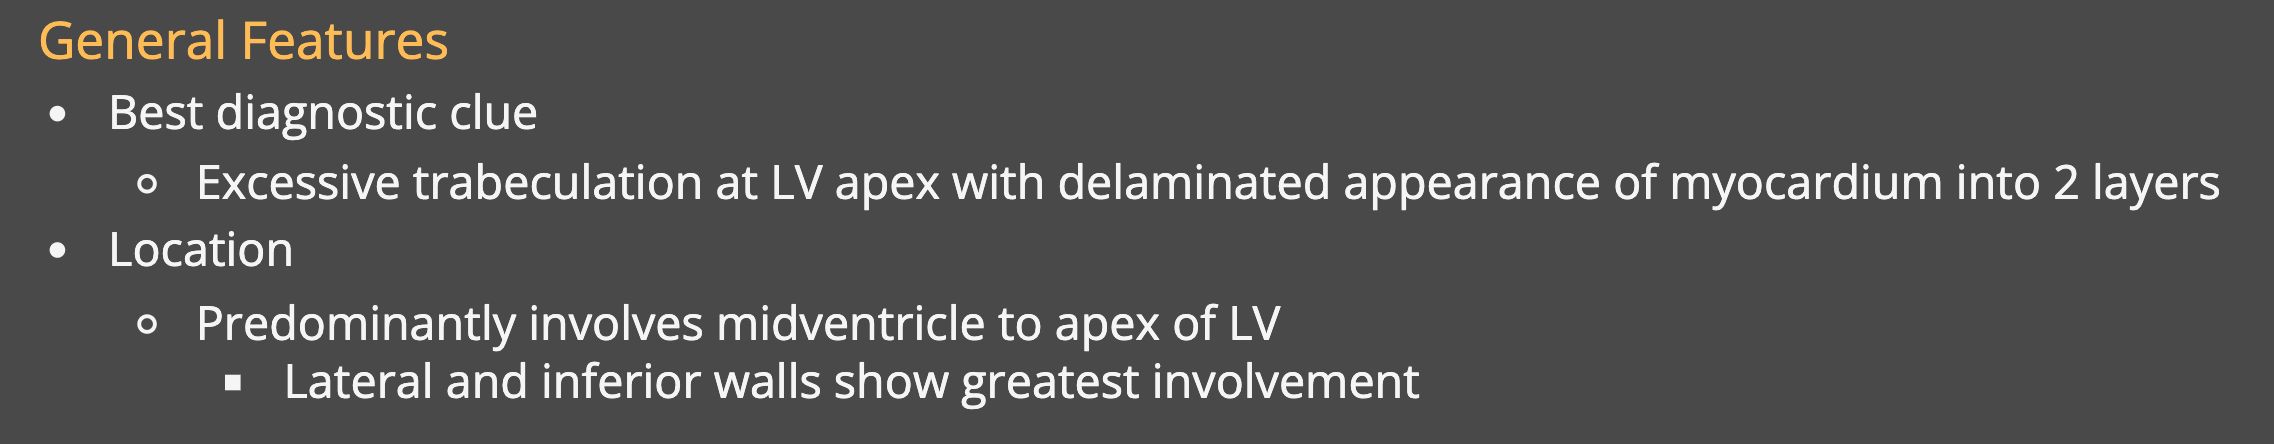 General Features
• Best diagnostic clue
○ Excessive trabeculation at LV apex with delaminated appearance of myocardium into 2 layers
• Location
○ Predominantly involves midventricle to apex of LV
▪ Lateral and inferior walls show greatest involvement